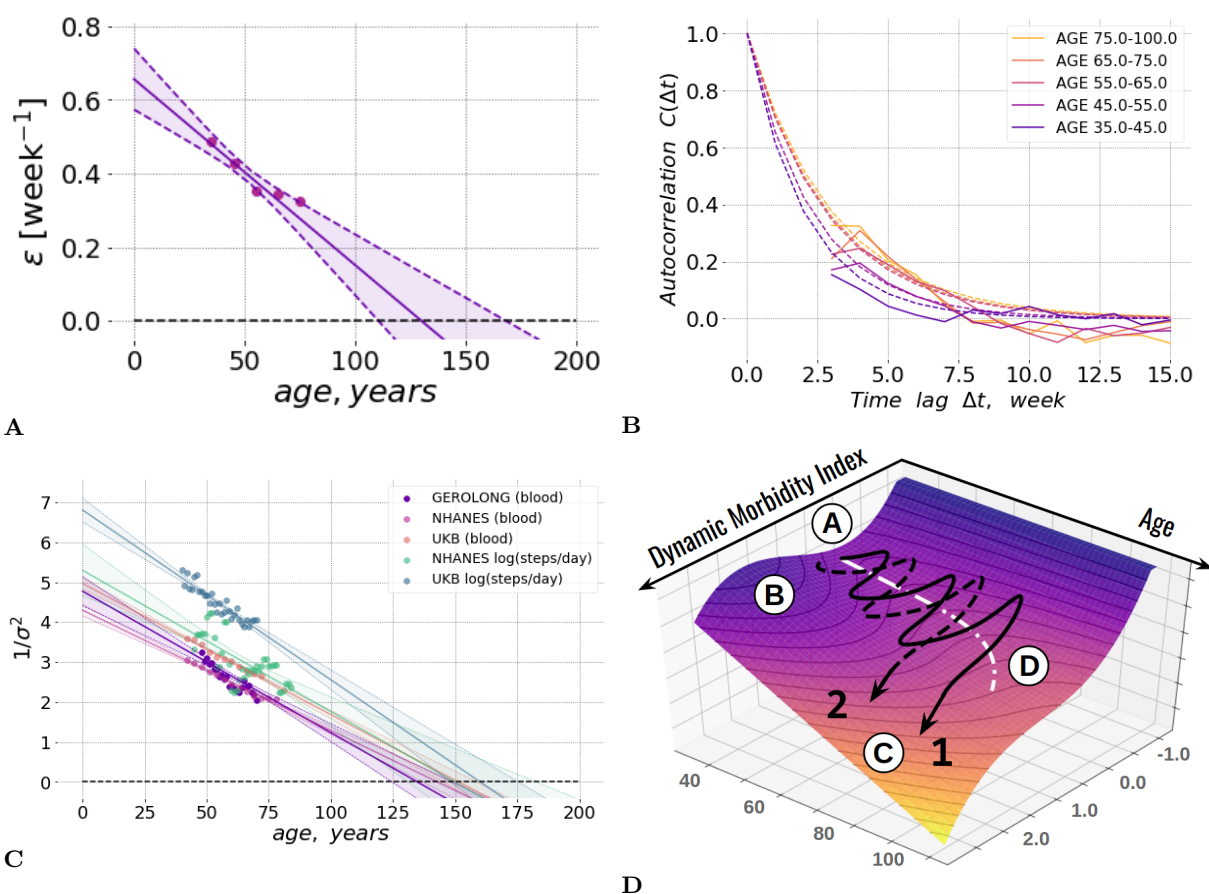 0.8
0.6
0.4
0.2
0.0
ε [week⁻¹]
0 50 100 150 200
age, years
A
1.0
0.8
0.6
0.4
0.2
0.0
Autocorrelation C(Δt)
AGE 75.0-100.0
AGE 65.0-75.0
AGE 55.0-65.0
AGE 45.0-55.0
AGE 35.0-45.0
0.0 2.5 5.0 7.5 10.0 12.5 15.0
Time lag Δt, week
B
7
6
5
4
3
2
1
0
1/σ²
GEROLONG (blood)
NHANES (blood)
UKB (blood)
NHANES log(steps/day)
UKB log(steps/day)
0 25 50 75 100 125 150 175 200
age, years
C
Dynamic Morbidity Index
Age
A
B
D
C
2
1
40
60
80
100
-1.0
0.0
1.0
2.0
D